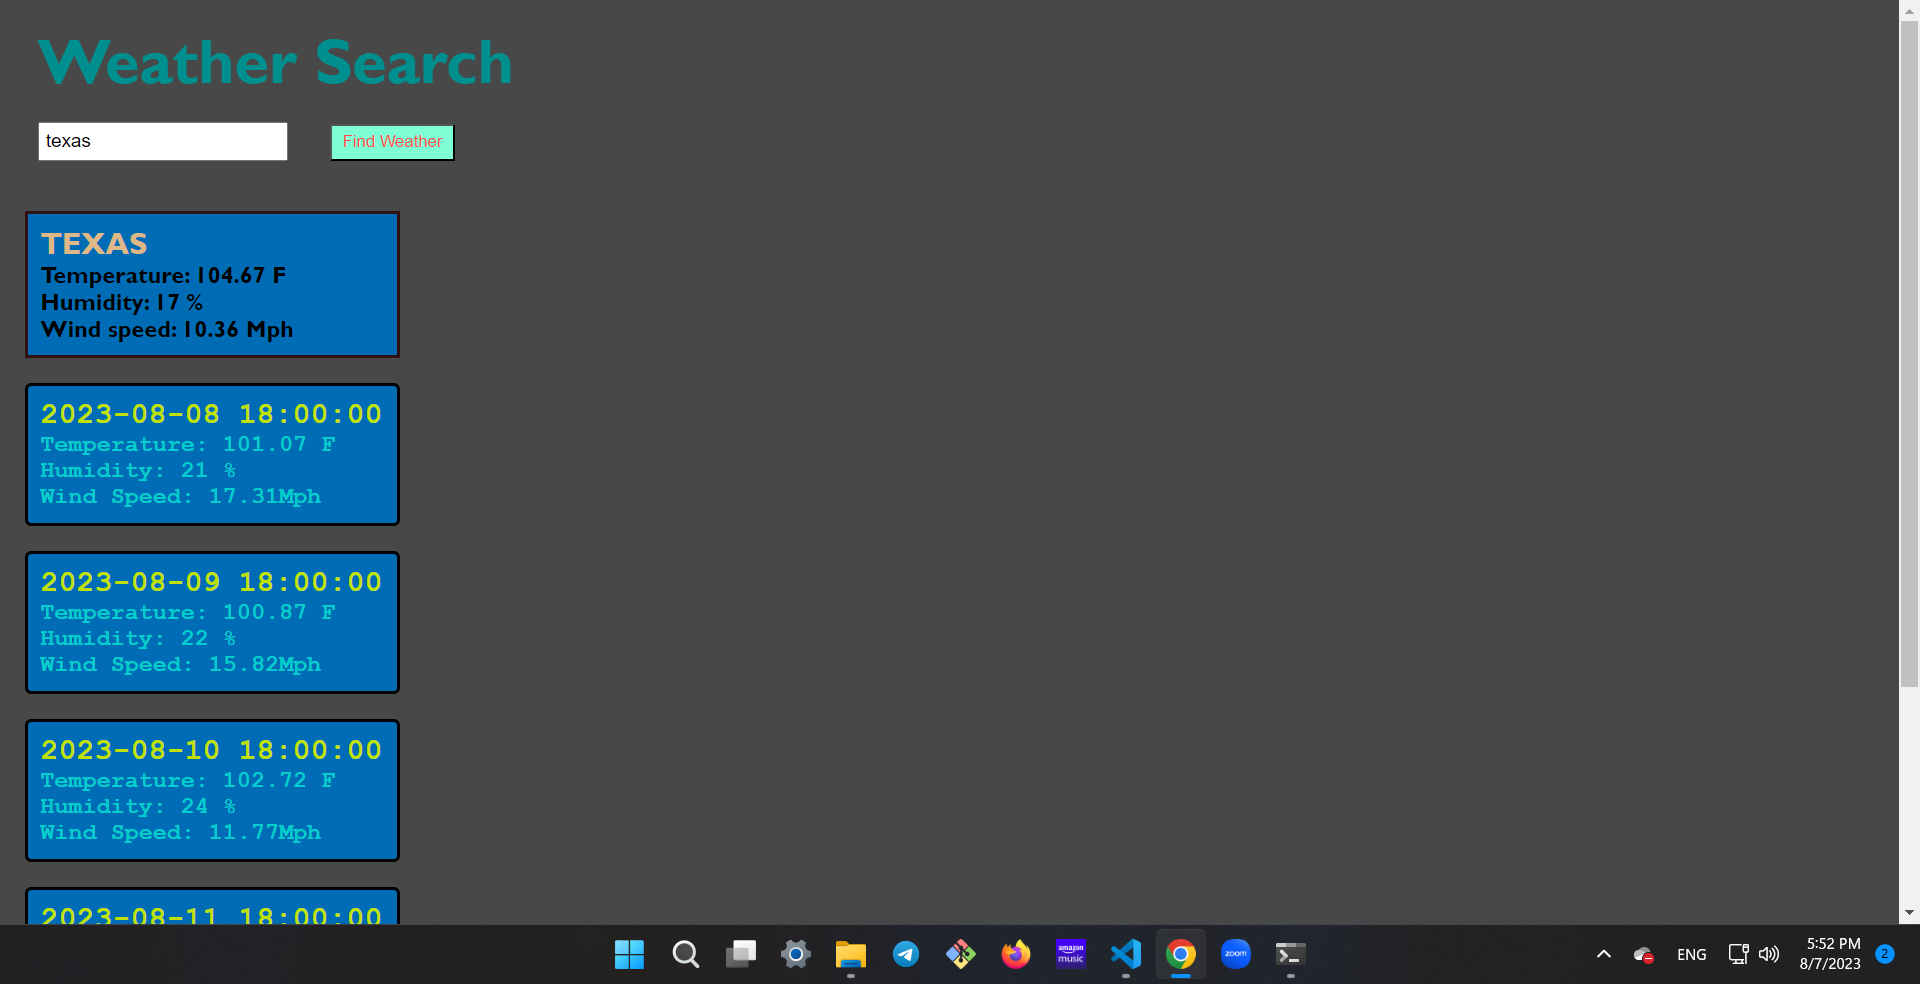 Weather Search
texas
Find Weather
TEXAS
Temperature: 104.67 F
Humidity: 17 %
Wind speed: 10.36 Mph
2023-08-08 18:00:00
Temperature: 101.07 F
Humidity: 21 %
Wind Speed: 17.31Mph
2023-08-09 18:00:00
Temperature: 100.87 F
Humidity: 22 %
Wind Speed: 15.82Mph
2023-08-10 18:00:00
Temperature: 102.72 F
Humidity: 24 %
Wind Speed: 11.77Mph
2023-08-11 18:00:00
amazon
music
zoom
ENG
5:52 PM
8/7/2023
2